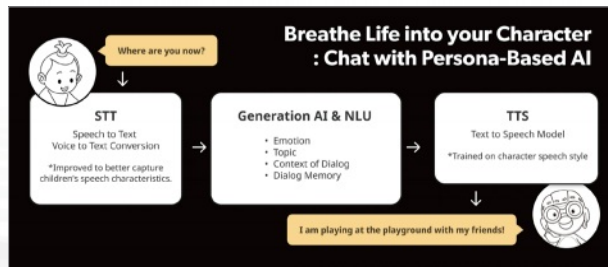 Breathe Life into your Character
: Chat with Persona-Based AI
Where are you now?
STT
Speech to Text
Voice to Text Conversion
*Improved to better capture
children's speech characteristics.
Generation AI & NLU
• Emotion
• Topic
• Context of Dialog
• Dialog Memory
TTS
Text to Speech Model
*Trained on character speech style
I am playing at the playground with my friends!